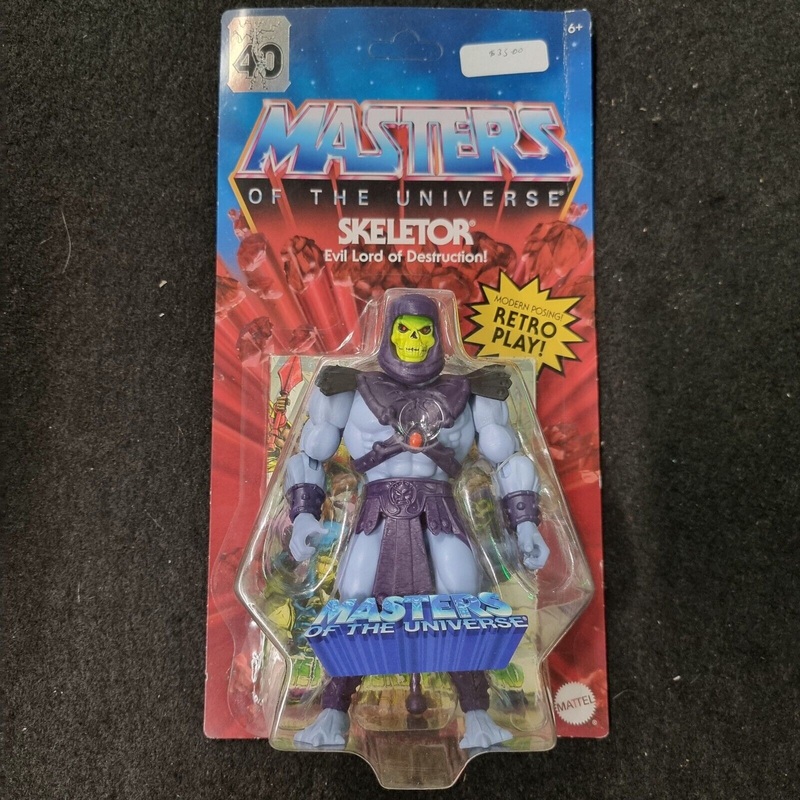 40
$35.00
6+
MASTERS
OF THE UNIVERSE®
SKELETOR®
Evil Lord of Destruction!
MODERN POSING!
RETRO
PLAY!
MASTERS
OF THE UNIVERSE®
MATTEL®